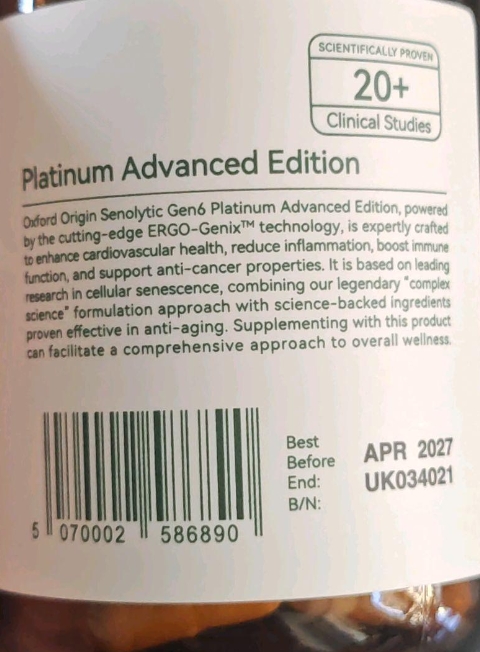 SCIENTIFICALLY PROVEN
20+
Clinical Studies
Platinum Advanced Edition
Oxford Origin Senolytic Gen6 Platinum Advanced Edition, powered
by the cutting-edge ERGO-Genix™ technology, is expertly crafted
to enhance cardiovascular health, reduce inflammation, boost immune
function, and support anti-cancer properties. It is based on leading
research in cellular senescence, combining our legendary "complex
science" formulation approach with science-backed ingredients
proven effective in anti-aging. Supplementing with this product
can facilitate a comprehensive approach to overall wellness.
Best
Before
End:
B/N:
APR 2027
UK034021
5 070002 586890